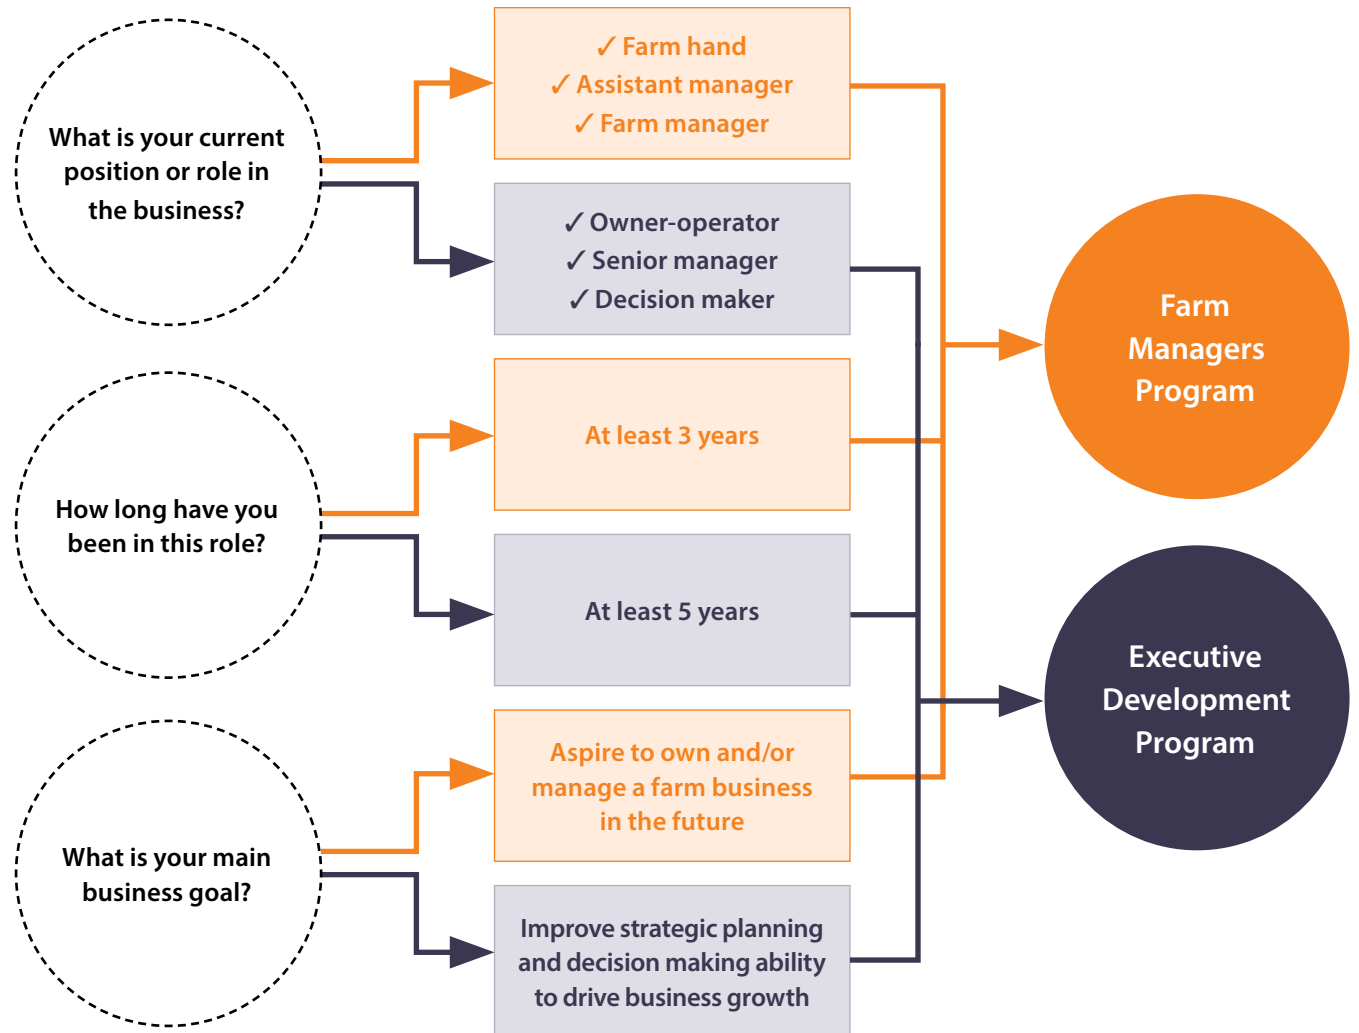 What is your current
position or role in
the business?
✓ Farm hand
✓ Assistant manager
✓ Farm manager
✓ Owner-operator
✓ Senior manager
✓ Decision maker
How long have you
been in this role?
At least 3 years
At least 5 years
What is your main
business goal?
Aspire to own and/or
manage a farm business
in the future
Improve strategic planning
and decision making ability
to drive business growth
Farm
Managers
Program
Executive
Development
Program